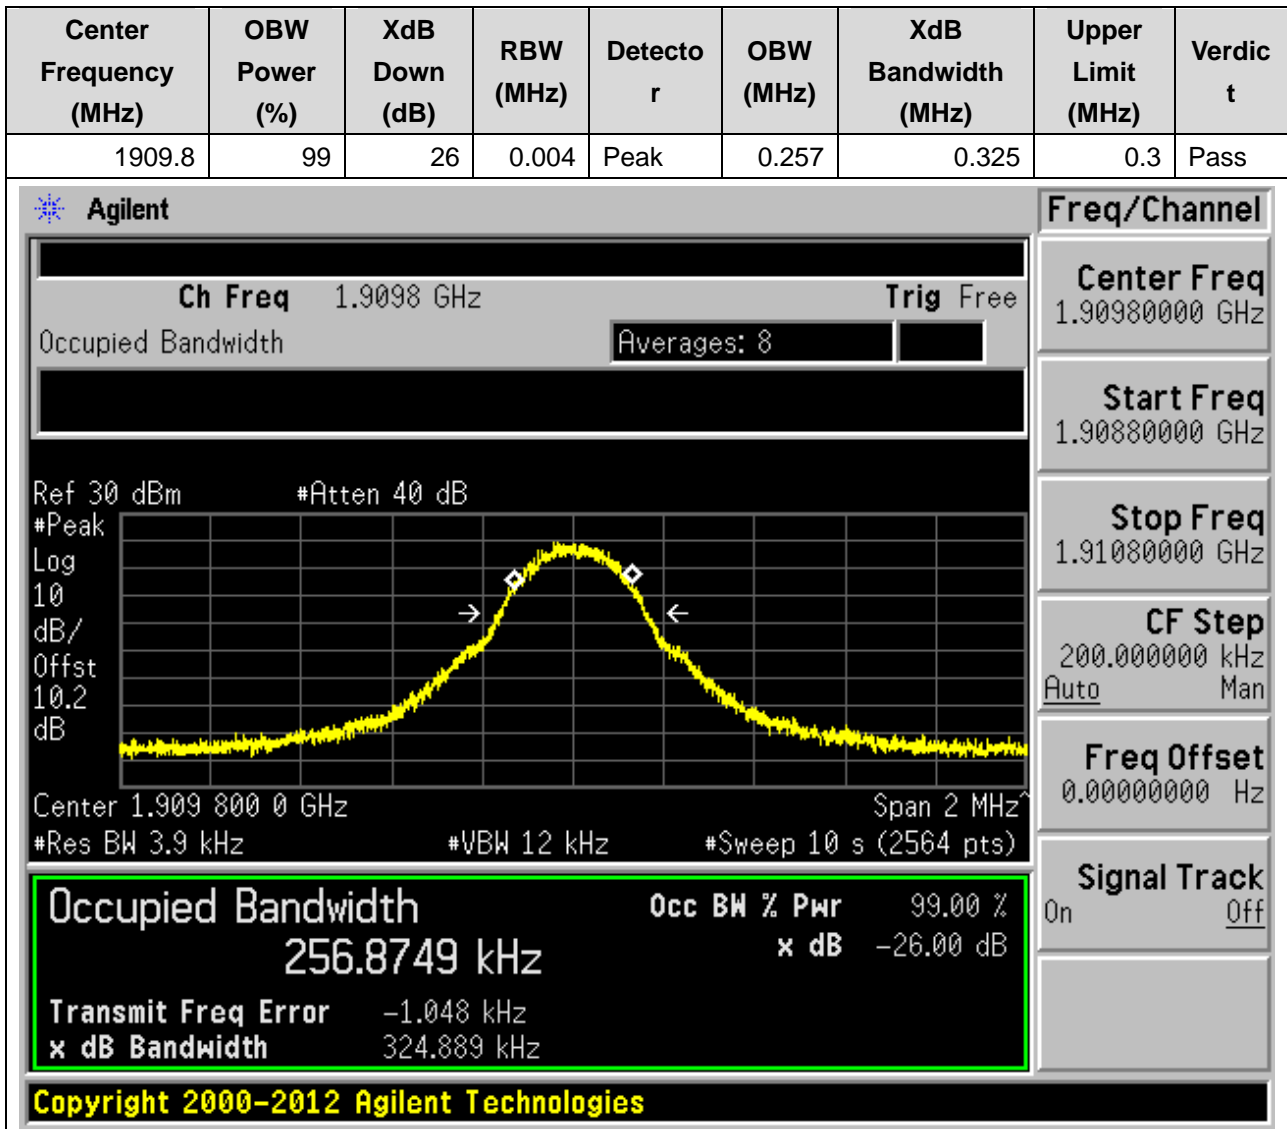 Center Frequency (MHz) OBW Power (%) XdB Down (dB) RBW (MHz) Detecto r OBW (MHz) XdB Bandwidth (MHz) Upper Limit (MHz) Verdic t
1909.8 99 26 0.004 Peak 0.257 0.325 0.3 Pass
Agilent
Freq/Channel
Ch Freq 1.9098 GHz Trig Free
Occupied Bandwidth Averages: 8
Center Freq
1.90980000 GHz
Start Freq
1.90880000 GHz
Stop Freq
1.91080000 GHz
CF Step
200.000000 kHz
Auto Man
Freq Offset
0.00000000 Hz
Signal Track
On Off
Ref 30 dBm #Atten 40 dB
#Peak
Log
10
dB/
Offst
10.2
dB
Center 1.909 800 0 GHz Span 2 MHz^
#Res BW 3.9 kHz #VBW 12 kHz #Sweep 10 s (2564 pts)
Occupied Bandwidth Occ BW % Pwr 99.00 %
256.8749 kHz x dB -26.00 dB
Transmit Freq Error -1.048 kHz
x dB Bandwidth 324.889 kHz
Copyright 2000-2012 Agilent Technologies